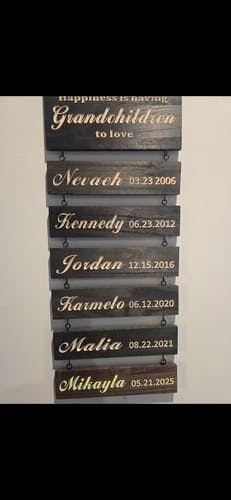 Happiness is having
Grandchildren
to love
Nevaeh 03.23 2006
Kennedy 06.23.2012
Jordan 12.15.2016
Karmelo 06.12.2020
Malia 08.22.2021
Mikayla 05.21.2025